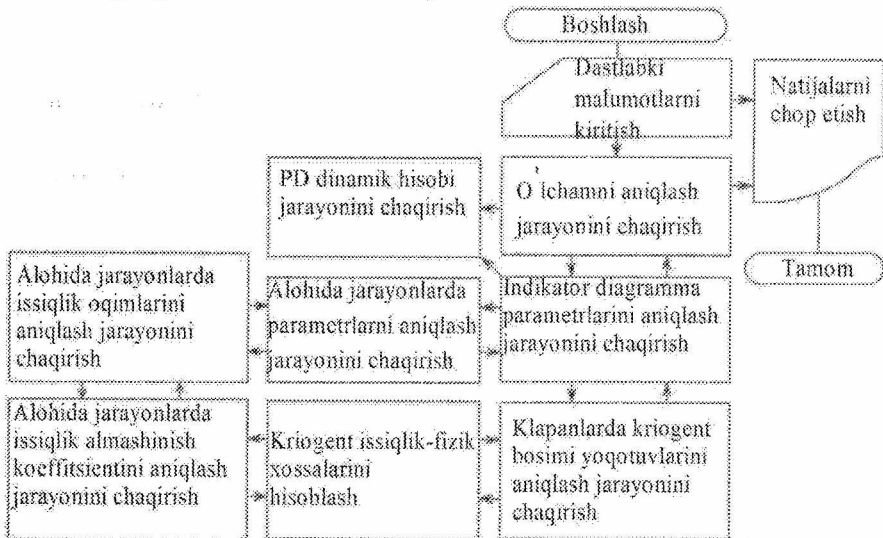 Boshlash
Dastlabki
malumotlarni
kiritish
Natijalarni
chop etish
PD dinamik hisobi
jarayonini chaqirish
O'lchamni aniqlash
jarayonini chaqirish
Tamom
Alohida jarayonlarda
issiqlik oqimlarini
aniqlash jarayonini
chaqirish
Alohida jarayonlarda
parametrlarni aniqlash
jarayonini chaqirish
Indikator diagramma
parametrlarini aniqlash
jarayonini chaqirish
Alohida jarayonlarda
issiqlik almashinish
koeffitsientini aniqlash
jarayonini chaqirish
Kriogent issiqlik-fizik
xossalarini
hisoblash
Klapanlarda kriogent
bosimi yoqotuvlarini
aniqlash jarayonini
chaqirish